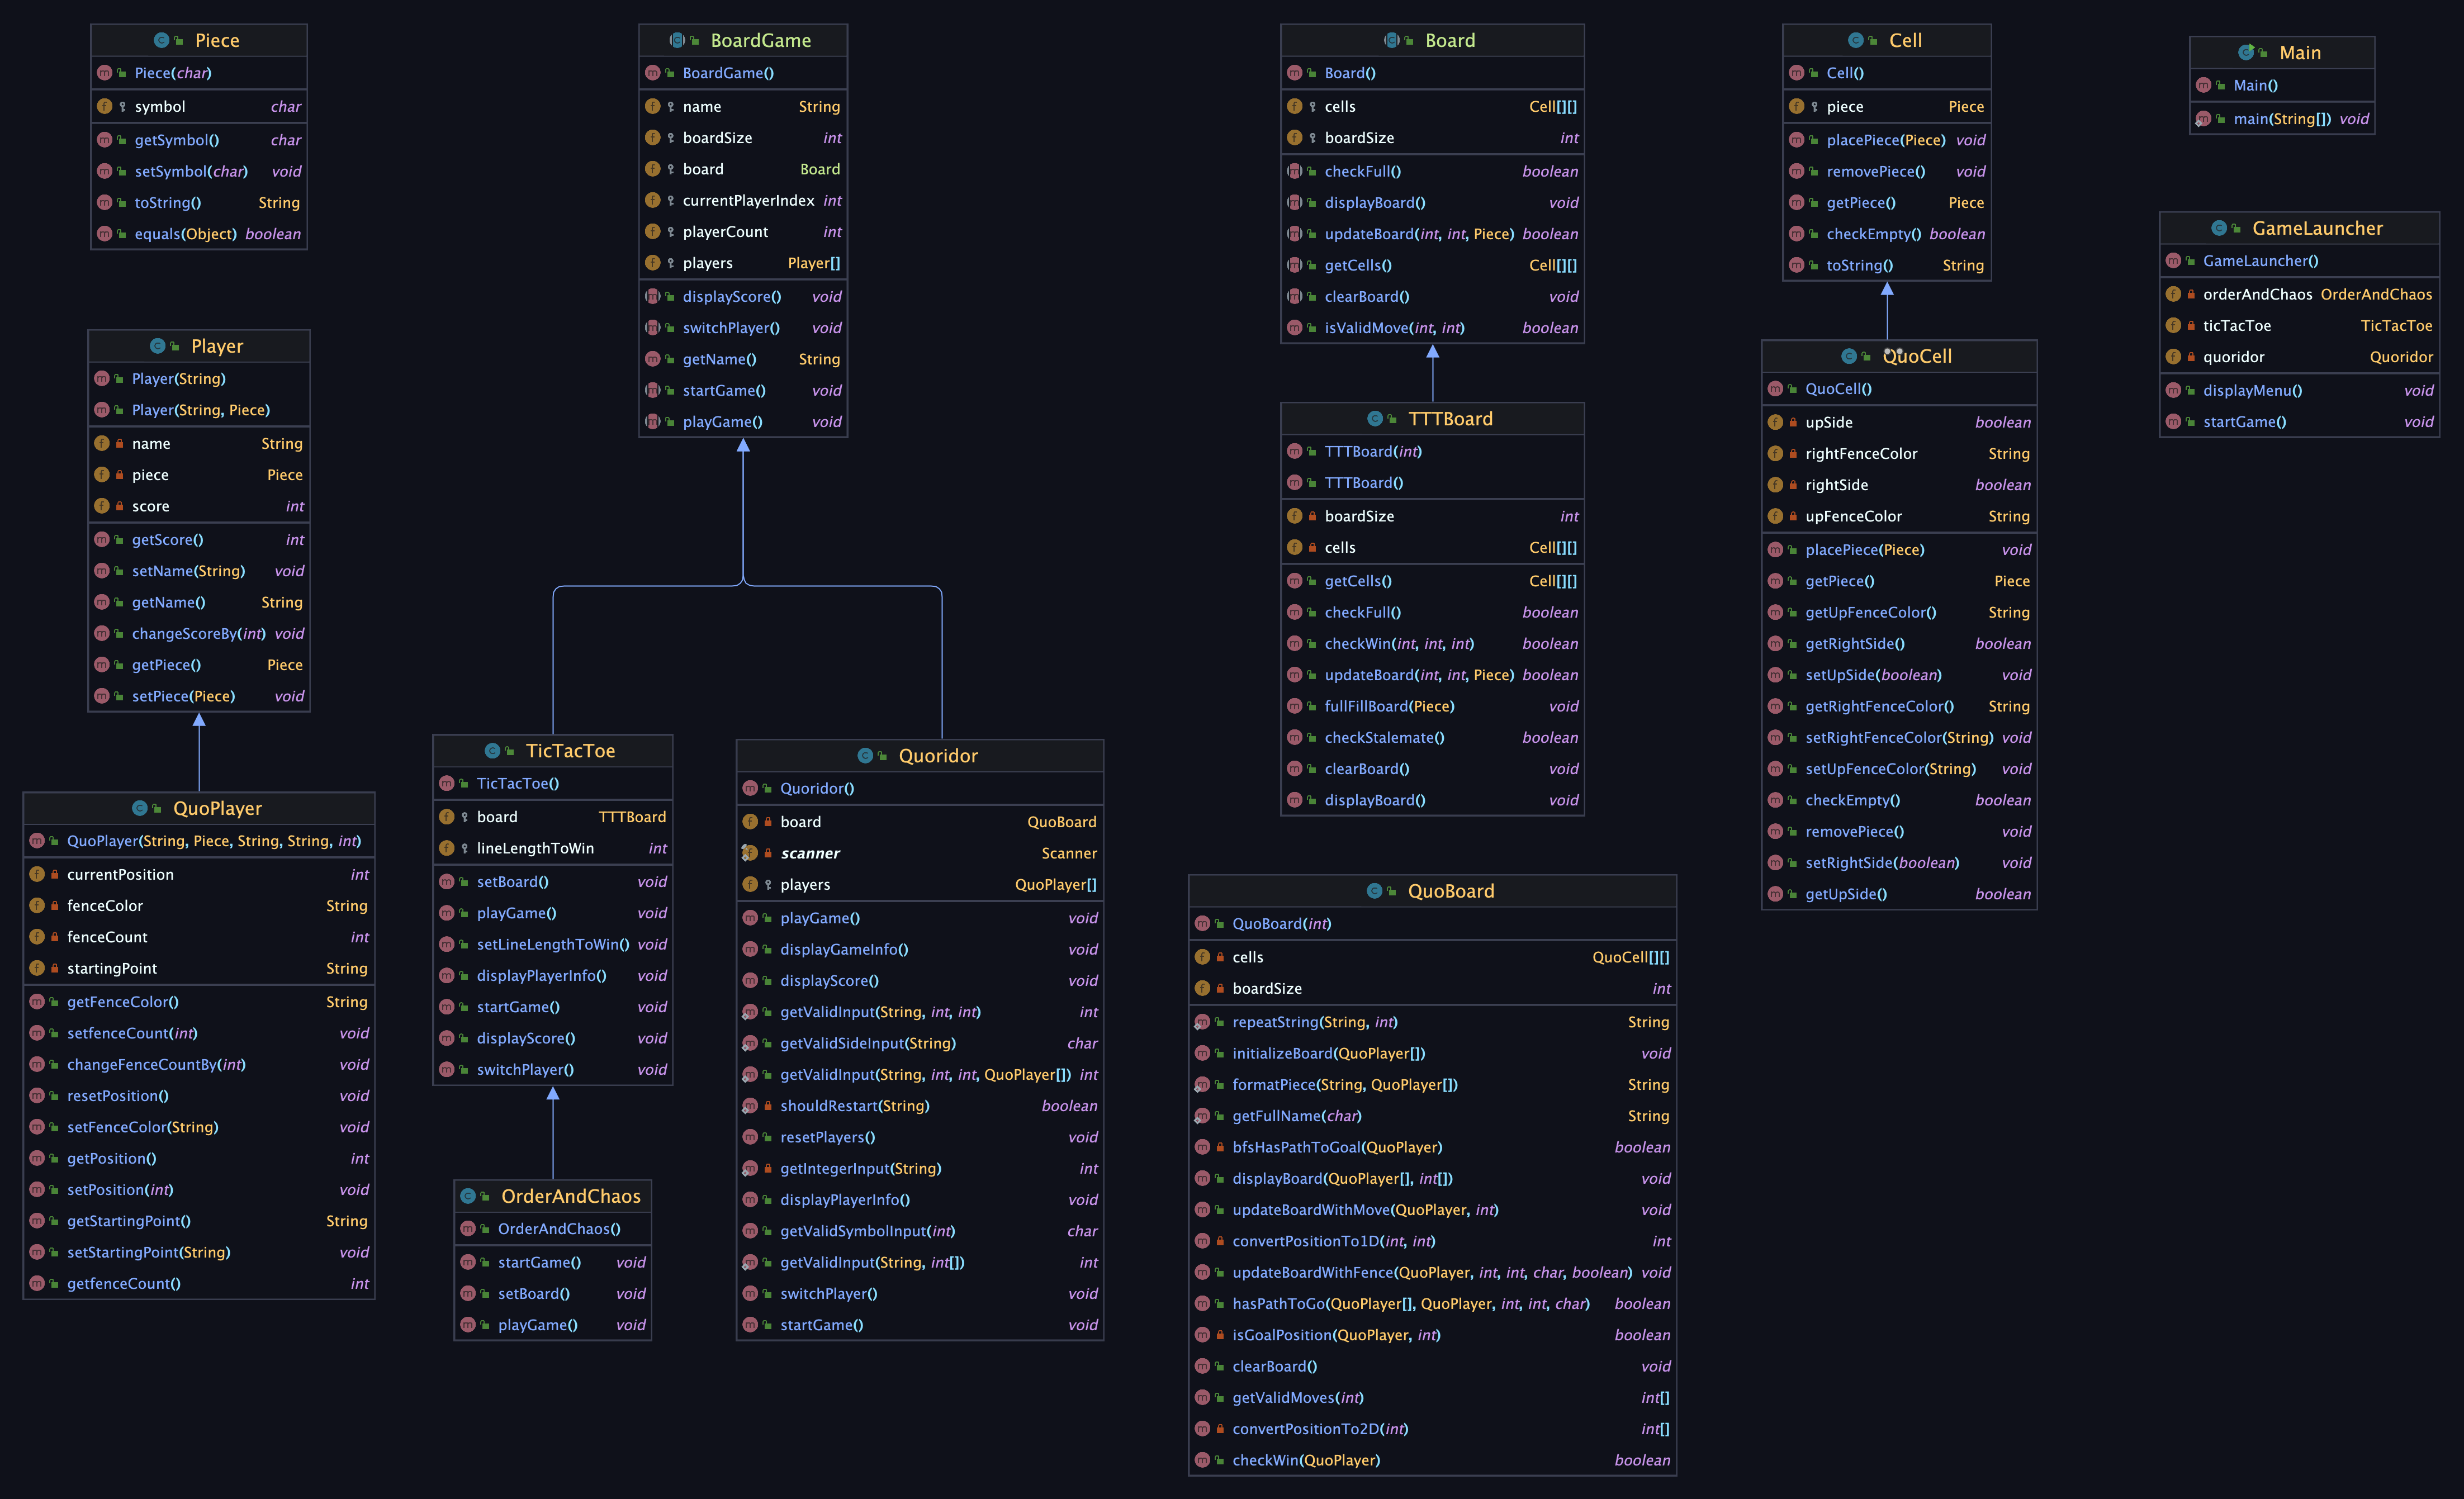 Piece
Piece(char)
symbol char
getSymbol() char
setSymbol(char) void
toString() String
equals(Object) boolean
Player
Player(String)
Player(String, Piece)
name String
piece Piece
score int
getScore() int
setName(String) void
getName() String
changeScoreBy(int) void
getPiece() Piece
setPiece(Piece) void
QuoPlayer
QuoPlayer(String, Piece, String, String, int)
currentPosition int
fenceColor String
fenceCount int
startingPoint String
getFenceColor() String
setfenceCount(int) void
changeFenceCountBy(int) void
resetPosition() void
setFenceColor(String) void
getPosition() int
setPosition(int) void
getStartingPoint() String
setStartingPoint(String) void
getfenceCount() int
BoardGame
BoardGame()
name String
boardSize int
board Board
currentPlayerIndex int
playerCount int
players Player[]
displayScore() void
switchPlayer() void
getName() String
startGame() void
playGame() void
TicTacToe
TicTacToe()
board TTTBoard
lineLengthToWin int
setBoard() void
playGame() void
setLineLengthToWin() void
displayPlayerInfo() void
startGame() void
displayScore() void
switchPlayer() void
OrderAndChaos
OrderAndChaos()
startGame() void
setBoard() void
playGame() void
Quoridor
Quoridor()
board QuoBoard
scanner Scanner
players QuoPlayer[]
playGame() void
displayGameInfo() void
displayScore() void
getValidInput(String, int, int) int
getValidSideInput(String) char
getValidInput(String, int, int, QuoPlayer[]) int
shouldRestart(String) boolean
resetPlayers() void
getIntegerInput(String) int
displayPlayerInfo() void
getValidSymbolInput(int) char
getValidInput(String, int[]) int
switchPlayer() void
startGame() void
Board
Board()
cells Cell[][]
boardSize int
checkFull() boolean
displayBoard() void
updateBoard(int, int, Piece) boolean
getCells() Cell[][]
clearBoard() void
isValidMove(int, int) boolean
TTTBoard
TTTBoard(int)
TTTBoard()
boardSize int
cells Cell[][]
getCells() Cell[][]
checkFull() boolean
checkWin(int, int, int) boolean
updateBoard(int, int, Piece) boolean
fullFillBoard(Piece) void
checkStalemate() boolean
clearBoard() void
displayBoard() void
QuoBoard
QuoBoard(int)
cells QuoCell[][]
boardSize int
repeatString(String, int) String
initializeBoard(QuoPlayer[]) void
formatPiece(String, QuoPlayer[]) String
getFullName(char) String
bfsHasPathToGoal(QuoPlayer) boolean
displayBoard(QuoPlayer[], int[]) void
updateBoardWithMove(QuoPlayer, int) void
convertPositionTo1D(int, int) int
updateBoardWithFence(QuoPlayer, int, int, char, boolean) void
hasPathToGo(QuoPlayer[], QuoPlayer, int, int, char) boolean
isGoalPosition(QuoPlayer, int) boolean
clearBoard() void
getValidMoves(int) int[]
convertPositionTo2D(int) int[]
checkWin(QuoPlayer) boolean
Cell
Cell()
piece Piece
placePiece(Piece) void
removePiece() void
getPiece() Piece
checkEmpty() boolean
toString() String
QuoCell
QuoCell()
upSide boolean
rightFenceColor String
rightSide boolean
upFenceColor String
placePiece(Piece) void
getPiece() Piece
getUpFenceColor() String
getRightSide() boolean
setUpSide(boolean) void
getRightFenceColor() String
setRightFenceColor(String) void
setUpFenceColor(String) void
checkEmpty() boolean
removePiece() void
setRightSide(boolean) void
getUpSide() boolean
Main
Main()
main(String[]) void
GameLauncher
GameLauncher()
orderAndChaos OrderAndChaos
ticTacToe TicTacToe
quoridor Quoridor
displayMenu() void
startGame() void